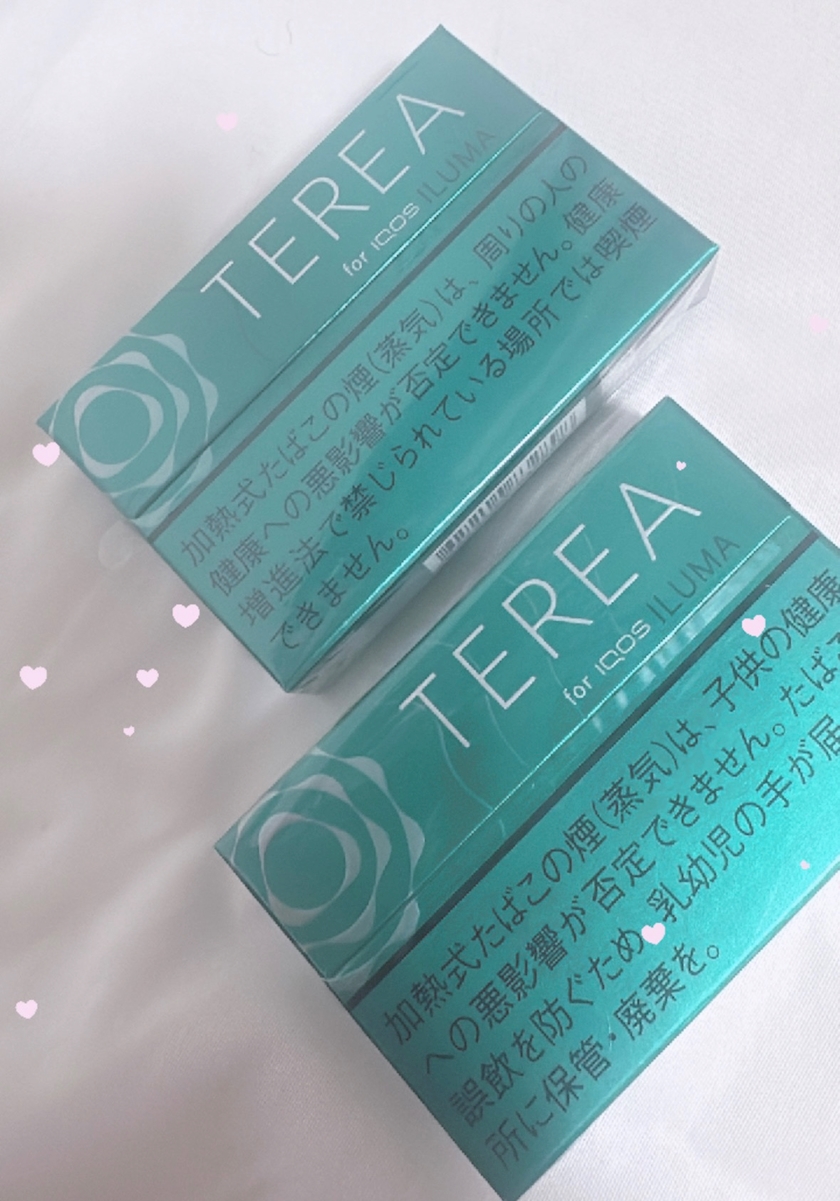 TEREA
for IQOS ILUMA
加熱式たばこの煙(蒸気)は、周りの人の
健康への悪影響が否定できません。健康
増進法で禁じられている場所では喫煙
できません。
TEREA
for IQOS ILUMA
加熱式たばこの煙(蒸気)は、子供の健康
への悪影響が否定できません。たば
誤飲を防ぐため、乳幼児の手が届
所に保管・廃棄を。